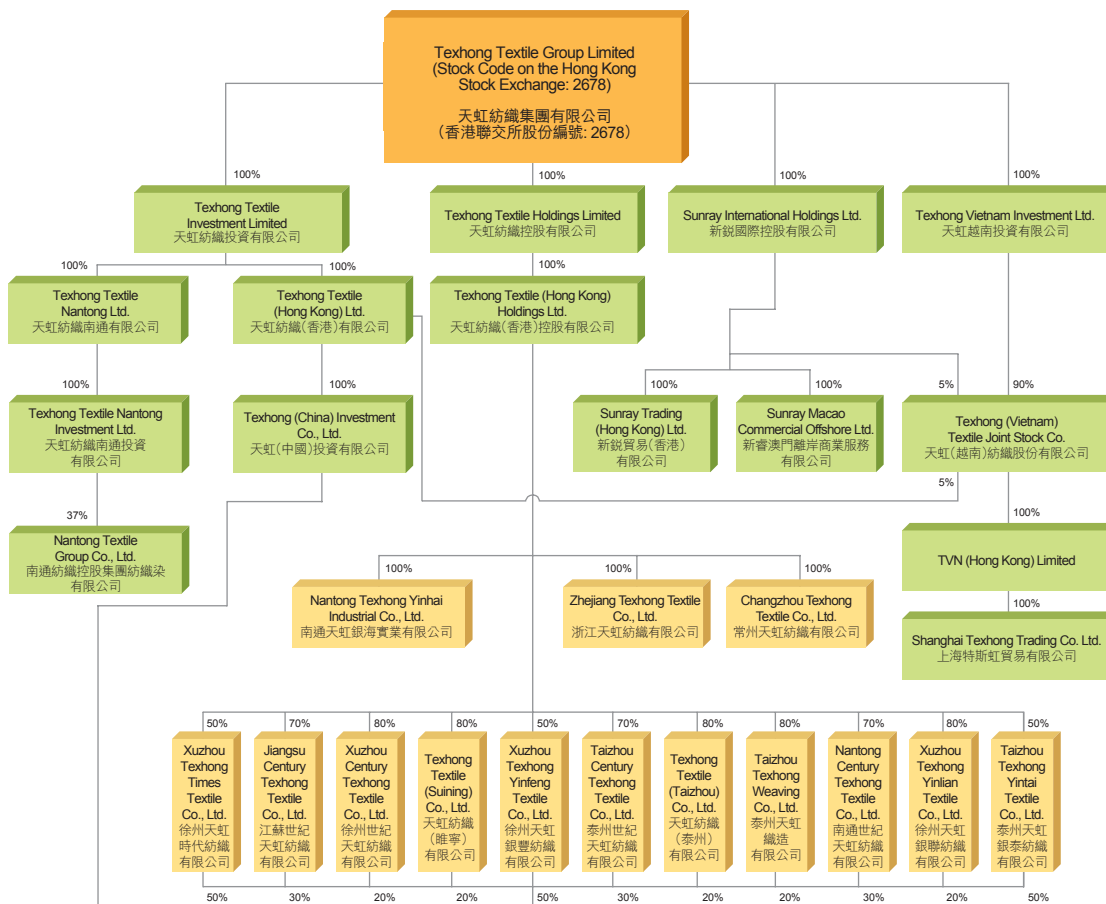 Texhong Textile Group Limited
(Stock Code on the Hong Kong
Stock Exchange: 2678)
天虹紡織集團有限公司
（香港聯交所股份編號: 2678）
100%
100%
100%
100%
Texhong Textile
Investment Limited
天虹紡織投資有限公司
Texhong Textile Holdings Limited
天虹紡織控股有限公司
Sunray International Holdings Ltd.
新鋭國際控股有限公司
Texhong Vietnam Investment Ltd.
天虹越南投資有限公司
100%
100%
100%
Texhong Textile
Nantong Ltd.
天虹紡織南通有限公司
Texhong Textile
(Hong Kong) Ltd.
天虹紡織(香港)有限公司
Texhong Textile (Hong Kong)
Holdings Ltd.
天虹紡織(香港)控股有限公司
100%
100%
100%
100%
5%
90%
Texhong Textile Nantong
Investment Ltd.
天虹紡織南通投資
有限公司
Texhong (China) Investment
Co., Ltd.
天虹(中國)投資有限公司
Sunray Trading
(Hong Kong) Ltd.
新鋭貿易(香港)
有限公司
Sunray Macao
Commercial Offshore Ltd.
新睿澳門離岸商業服務
有限公司
Texhong (Vietnam)
Textile Joint Stock Co.
天虹(越南)紡織股份有限公司
5%
37%
100%
Nantong Textile
Group Co., Ltd.
南通紡織控股集團紡織染
有限公司
TVN (Hong Kong) Limited
100%
100%
100%
100%
Nantong Texhong Yinhai
Industrial Co., Ltd.
南通天虹銀海實業有限公司
Zhejiang Texhong Textile
Co., Ltd.
浙江天虹紡織有限公司
Changzhou Texhong
Textile Co., Ltd.
常州天虹紡織有限公司
Shanghai Texhong Trading Co. Ltd.
上海特斯虹貿易有限公司
50%
70%
80%
80%
50%
70%
80%
80%
70%
80%
50%
Xuzhou
Texhong
Times
Textile
Co., Ltd.
徐州天虹
時代紡織
有限公司
Jiangsu
Century
Texhong
Textile
Co., Ltd.
江蘇世紀
天虹紡織
有限公司
Xuzhou
Century
Texhong
Textile
Co., Ltd.
徐州世紀
天虹紡織
有限公司
Texhong
Textile
(Suining)
Co., Ltd.
天虹紡織
(睢寧)
有限公司
Xuzhou
Texhong
Yinfeng
Textile
Co., Ltd.
徐州天虹
銀豐紡織
有限公司
Taizhou
Century
Texhong
Textile
Co., Ltd.
泰州世紀
天虹紡織
有限公司
Texhong
Textile
(Taizhou)
Co., Ltd.
天虹紡織
(泰州)
有限公司
Taizhou
Texhong
Weaving
Co., Ltd.
泰州天虹
織造
有限公司
Nantong
Century
Texhong
Textile
Co., Ltd.
南通世紀
天虹紡織
有限公司
Xuzhou
Texhong
Yinlian
Textile
Co., Ltd.
徐州天虹
銀聯紡織
有限公司
Taizhou
Texhong
Yintai
Textile
Co., Ltd.
泰州天虹
銀泰紡織
有限公司
50%
30%
20%
20%
50%
30%
20%
20%
30%
20%
50%